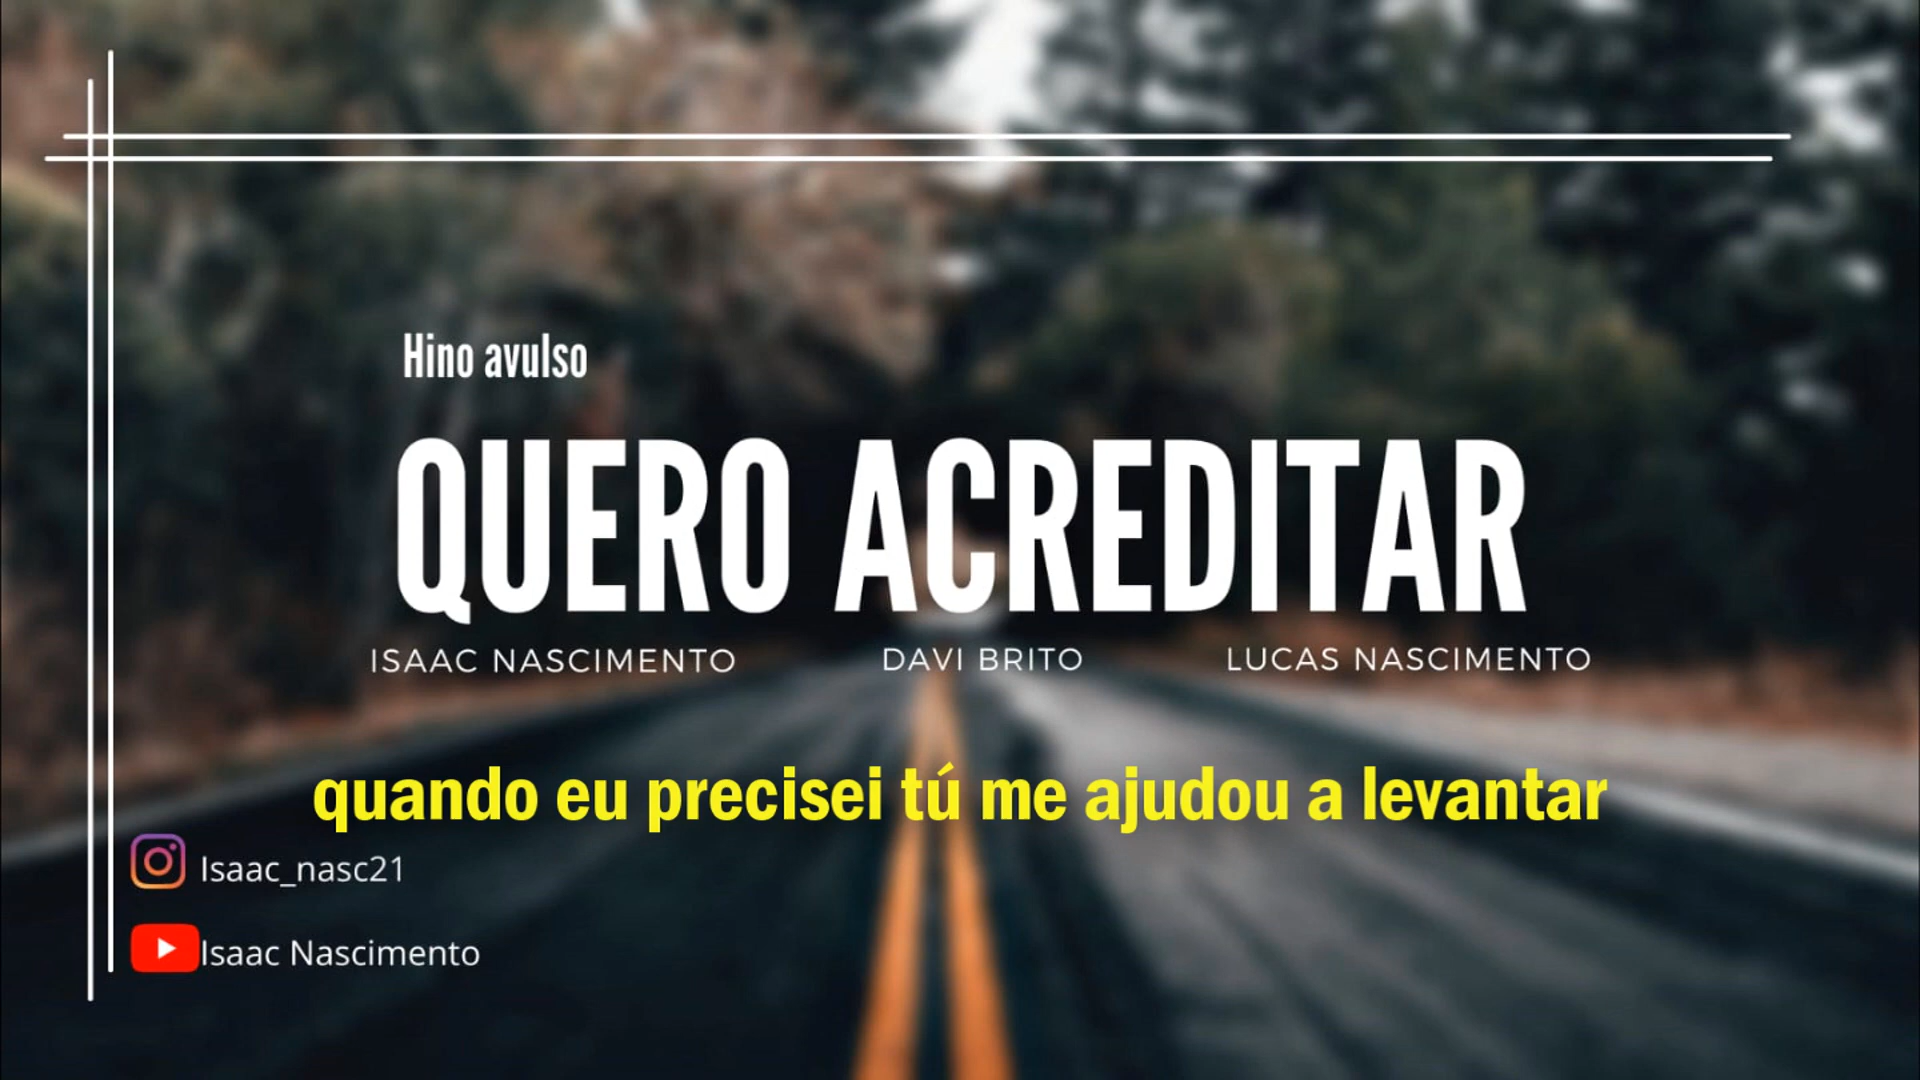 Hino avulso
QUERO ACREDITAR
ISAAC NASCIMENTO DAVI BRITO LUCAS NASCIMENTO
quando eu precisei tú me ajudou a levantar
Isaac_nasc21
Isaac Nascimento